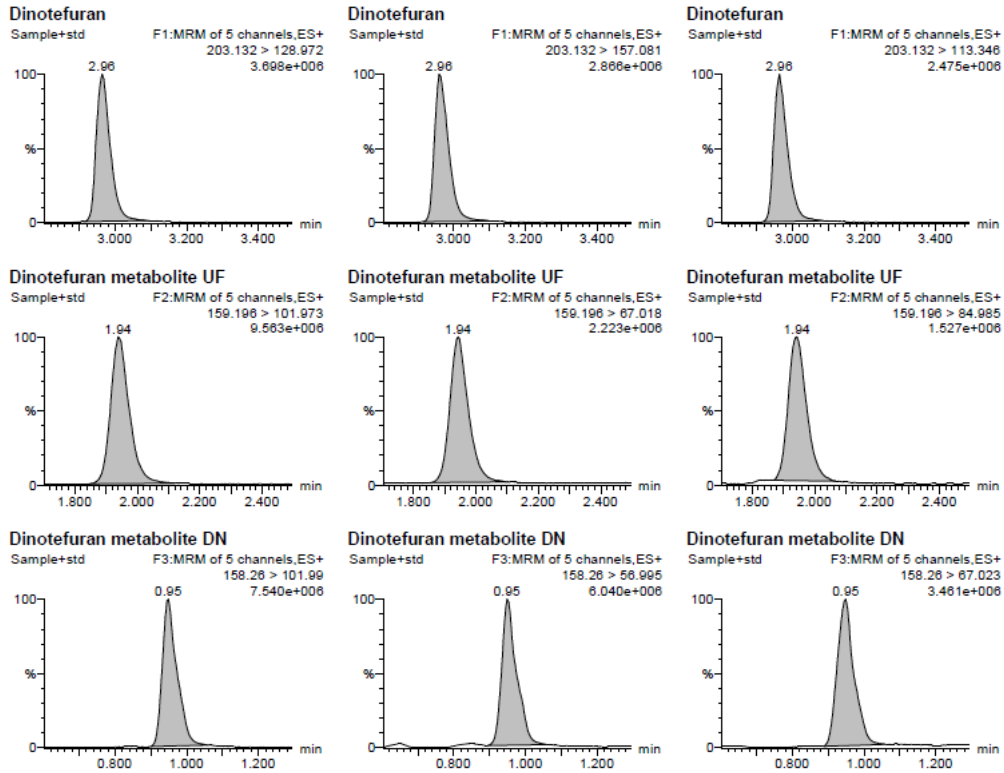 Dinotefuran
Sample+std F1:MRM of 5 channels,ES+
203.132 > 128.972
3.698e+006
2.96
100
%
0
3.000 3.200 3.400 min
Dinotefuran
Sample+std F1:MRM of 5 channels,ES+
203.132 > 157.081
2.866e+006
2.96
100
%
0
3.000 3.200 3.400 min
Dinotefuran
Sample+std F1:MRM of 5 channels,ES+
203.132 > 113.346
2.475e+006
2.96
100
%
0
3.000 3.200 3.400 min
Dinotefuran metabolite UF
Sample+std F2:MRM of 5 channels,ES+
159.196 > 101.973
9.563e+006
1.94
100
%
0
1.800 2.000 2.200 2.400 min
Dinotefuran metabolite UF
Sample+std F2:MRM of 5 channels,ES+
159.196 > 67.018
2.223e+006
1.94
100
%
0
1.800 2.000 2.200 2.400 min
Dinotefuran metabolite UF
Sample+std F2:MRM of 5 channels,ES+
159.196 > 84.985
1.527e+006
1.94
100
%
0
1.800 2.000 2.200 2.400 min
Dinotefuran metabolite DN
Sample+std F3:MRM of 5 channels,ES+
158.26 > 101.99
7.540e+006
0.95
100
%
0
0.800 1.000 1.200 min
Dinotefuran metabolite DN
Sample+std F3:MRM of 5 channels,ES+
158.26 > 56.995
6.040e+006
0.95
100
%
0
0.800 1.000 1.200 min
Dinotefuran metabolite DN
Sample+std F3:MRM of 5 channels,ES+
158.26 > 67.023
3.461e+006
0.95
100
%
0
0.800 1.000 1.200 min